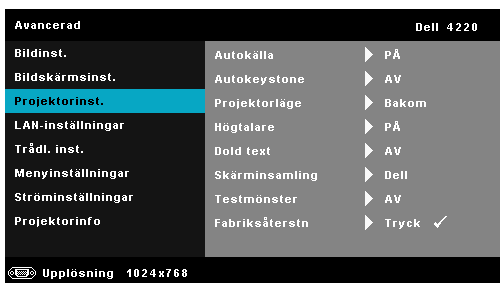 Avancerad Dell 4220
Bildinst.
Bildskärmsinst.
Projektorinst.
LAN-inställningar
Trådl. inst.
Menyinställningar
Ströminställningar
Projektorinfo
Autokälla PÅ
Autokeystone AV
Projektorläge Bakom
Högtalare PÅ
Dold text AV
Skärminsamling Dell
Testmönster AV
Fabriksåterstn Tryck ✓
Upplösning 1024x768